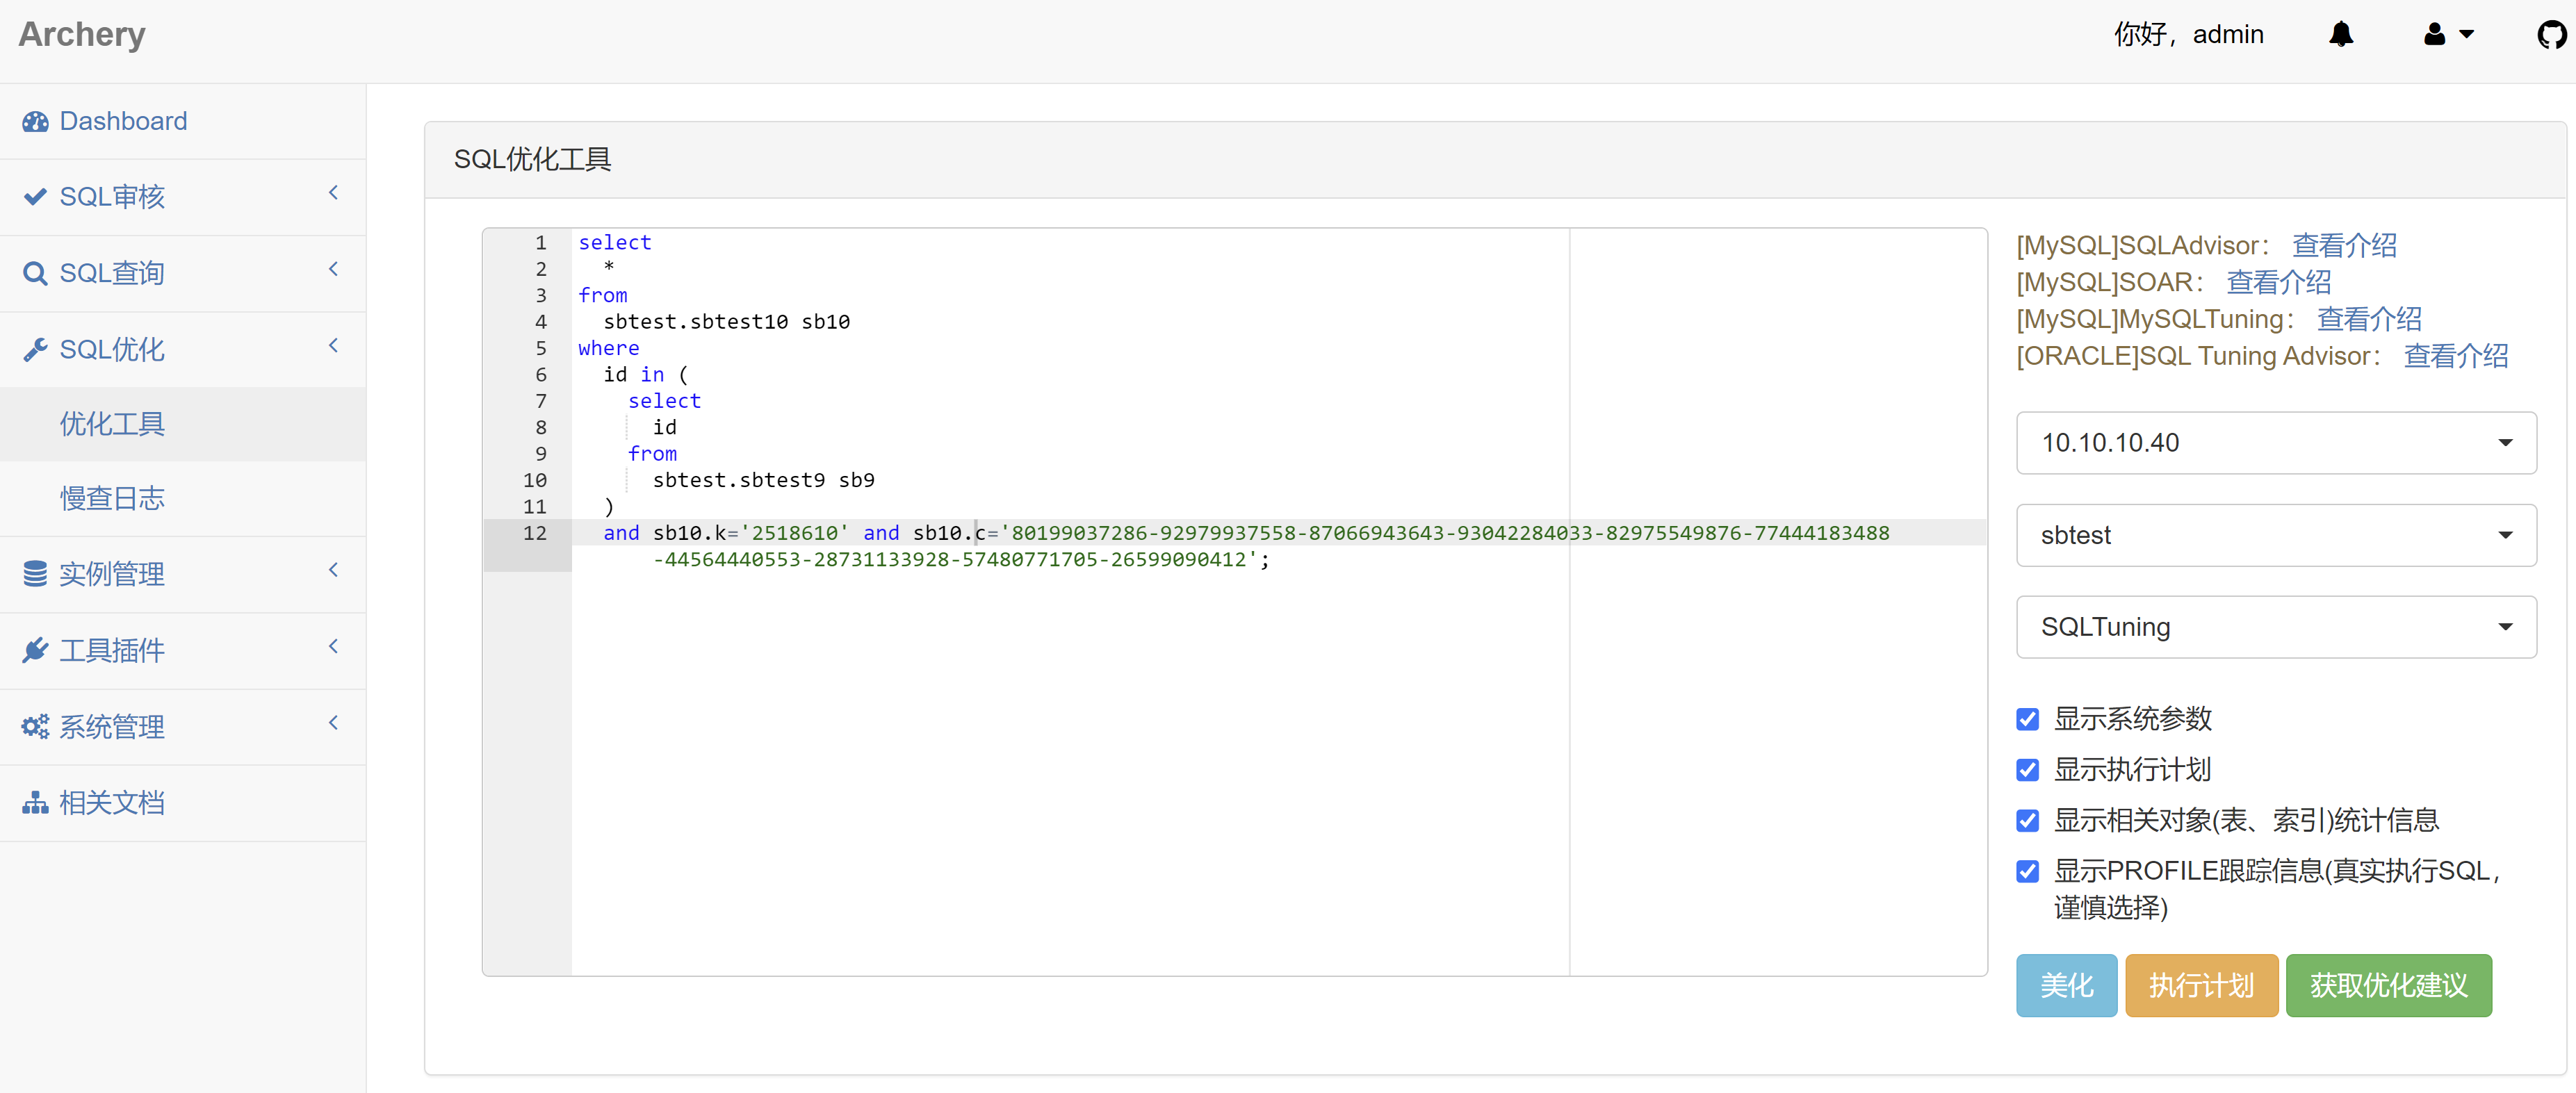 Archery
你好，admin
Dashboard
SQL审核
SQL查询
SQL优化
优化工具
慢查日志
实例管理
工具插件
系统管理
相关文档
SQL优化工具
1 select
2 *
3 from
4 sbtest.sbtest10 sb10
5 where
6 id in (
7 select
8 id
9 from
10 sbtest.sbtest9 sb9
11 )
12 and sb10.k='2518610' and sb10.c='80199037286-92979937558-87066943643-93042284033-82975549876-77444183488
-44564440553-28731133928-57480771705-26599090412';
[MySQL]SQLAdvisor： 查看介绍
[MySQL]SOAR： 查看介绍
[MySQL]MySQLTuning： 查看介绍
[ORACLE]SQL Tuning Advisor： 查看介绍
10.10.10.40
sbtest
SQLTuning
显示系统参数
显示执行计划
显示相关对象(表、索引)统计信息
显示PROFILE跟踪信息(真实执行SQL，
谨慎选择)
美化 执行计划 获取优化建议